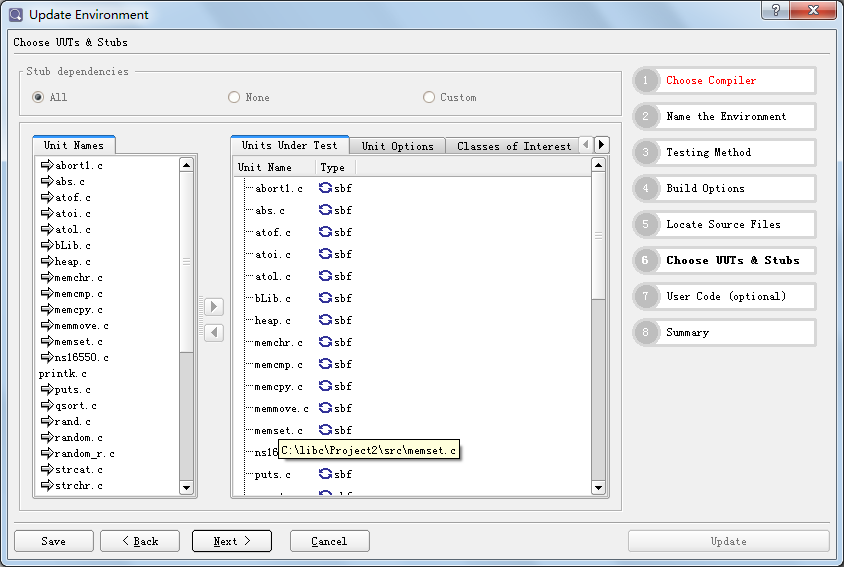 Update Environment
?
X
Choose UUTs & Stubs
Stub dependencies
All
None
Custom
Unit Names
abort1.c
abs.c
atof.c
atoi.c
atol.c
bLib.c
heap.c
memchr.c
memcmp.c
memcpy.c
memmove.c
memset.c
ns16550.c
printk.c
puts.c
qsort.c
rand.c
random.c
random_r.c
strcat.c
strchr.c
Units Under Test
Unit Options
Classes of Interest
Unit Name Type
abort1.c sbf
abs.c sbf
atof.c sbf
atoi.c sbf
atol.c sbf
bLib.c sbf
heap.c sbf
memchr.c sbf
memcmp.c sbf
memcpy.c sbf
memmove.c sbf
memset.c sbf
ns16
C:\libc\Project2\src\memset.c
puts.c sbf
1 Choose Compiler
2 Name the Environment
3 Testing Method
4 Build Options
5 Locate Source Files
6 Choose UUTs & Stubs
7 User Code (optional)
8 Summary
Save
< Back
Next >
Cancel
Update